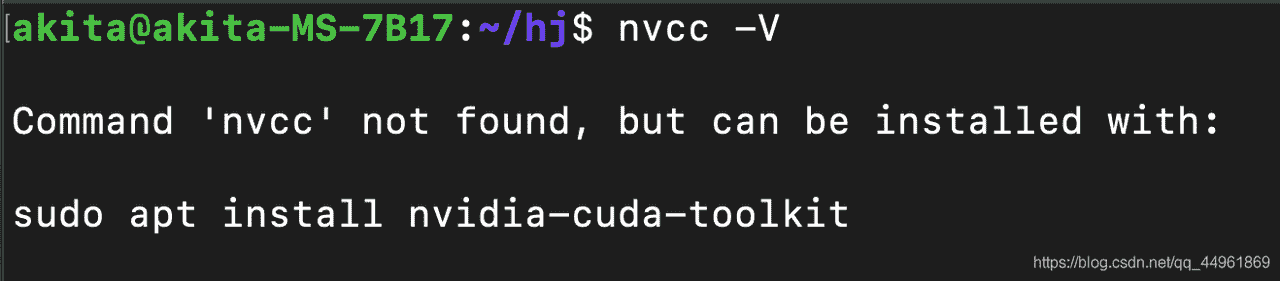 akita@akita-MS-7B17:~/hj$ nvcc -V
Command 'nvcc' not found, but can be installed with:
sudo apt install nvidia-cuda-toolkit
https://blog.csdn.net/qq_44961869